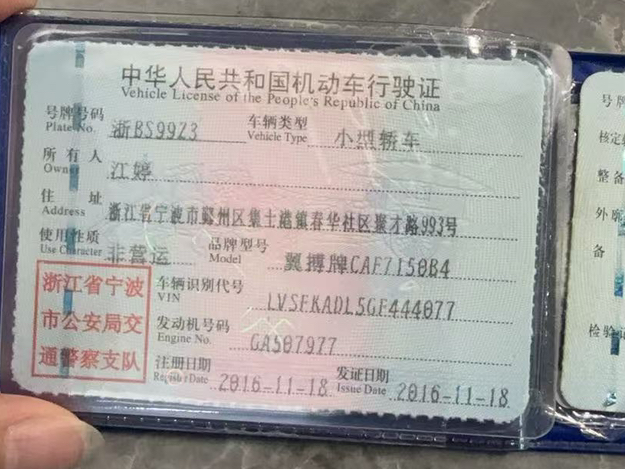 中华人民共和国机动车行驶证
Vehicle License of the People's Republic of China
号牌号码 浙BS99Z3 车辆类型 小型轿车
Plate No. Vehicle Type
所有人 江婷
Owner
住址 浙江省宁波市鄞州区集士港镇春华社区聚才路993号
Address
使用性质 非营运 品牌型号 翼搏牌CAF7150B4
Use Character Model
浙江省宁波
市公安局交
通警察支队
车辆识别代号 LVSFKADL5GF444077
VIN
发动机号码 GA507977
Engine No.
注册日期 2016-11-18 发证日期 2016-11-18
Register Date Issue Date
号牌
核定
整备
外廓
备
检验